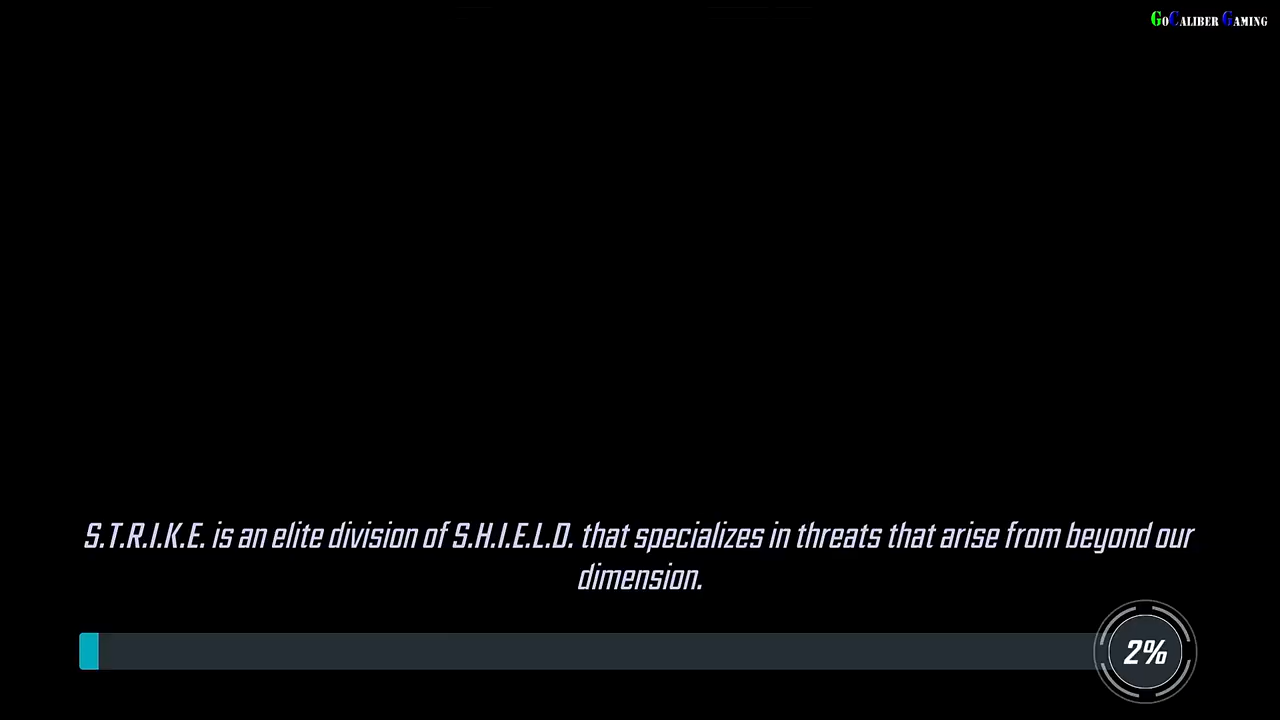 GoCaliber Gaming
S.T.R.I.K.E. is an elite division of S.H.I.E.L.D. that specializes in threats that arise from beyond our
dimension.
2%